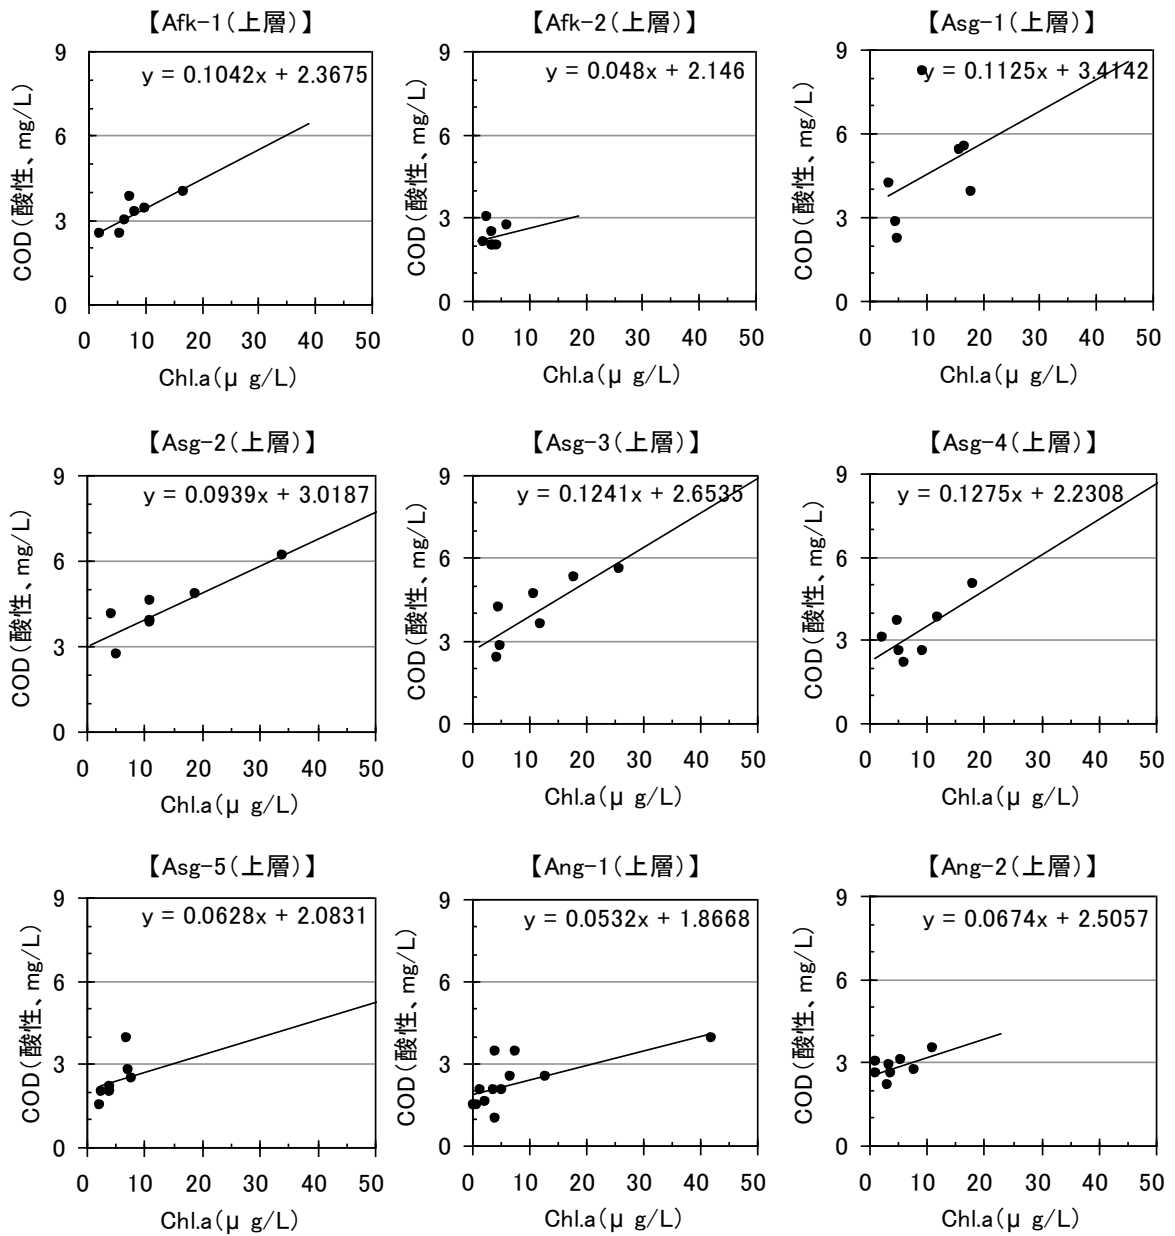 【Afk-1(上層)】
y = 0.1042x + 2.3675
COD(酸性、mg/L)
9
6
3
0
0 10 20 30 40 50
Chl.a(μ g/L)
【Afk-2(上層)】
y = 0.048x + 2.146
COD(酸性、mg/L)
9
6
3
0
0 10 20 30 40 50
Chl.a(μ g/L)
【Asg-1(上層)】
y = 0.1125x + 3.4142
COD(酸性、mg/L)
9
6
3
0
0 10 20 30 40 50
Chl.a(μ g/L)
【Asg-2(上層)】
y = 0.0939x + 3.0187
COD(酸性、mg/L)
9
6
3
0
0 10 20 30 40 50
Chl.a(μ g/L)
【Asg-3(上層)】
y = 0.1241x + 2.6535
COD(酸性、mg/L)
9
6
3
0
0 10 20 30 40 50
Chl.a(μ g/L)
【Asg-4(上層)】
y = 0.1275x + 2.2308
COD(酸性、mg/L)
9
6
3
0
0 10 20 30 40 50
Chl.a(μ g/L)
【Asg-5(上層)】
y = 0.0628x + 2.0831
COD(酸性、mg/L)
9
6
3
0
0 10 20 30 40 50
Chl.a(μ g/L)
【Ang-1(上層)】
y = 0.0532x + 1.8668
COD(酸性、mg/L)
9
6
3
0
0 10 20 30 40 50
Chl.a(μ g/L)
【Ang-2(上層)】
y = 0.0674x + 2.5057
COD(酸性、mg/L)
9
6
3
0
0 10 20 30 40 50
Chl.a(μ g/L)